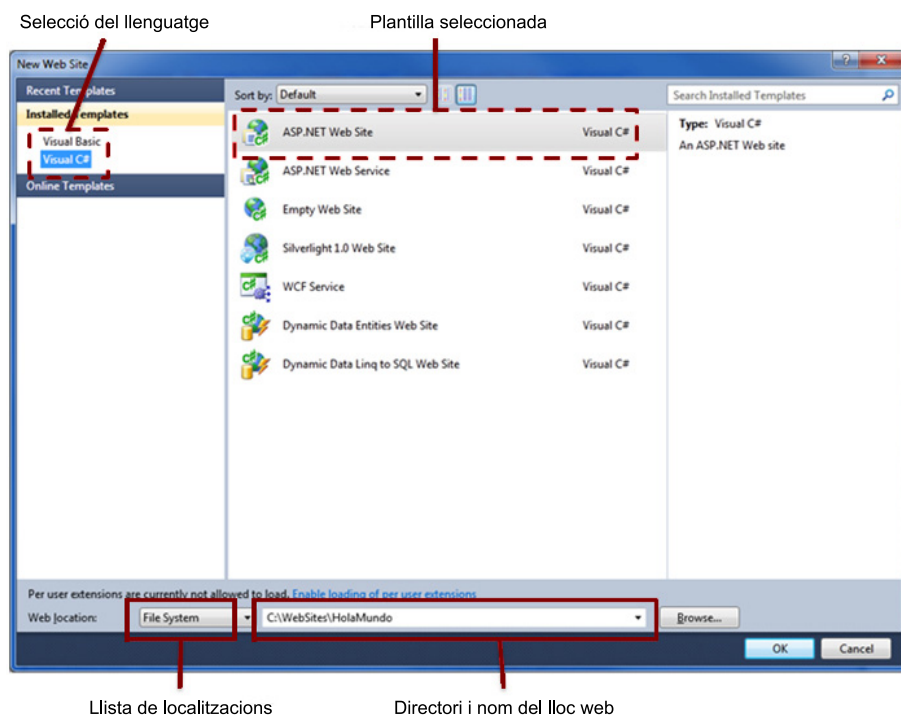 Selecció del llenguatge
Plantilla seleccionada
New Web Site
Recent Templates
Installed Templates
Visual Basic
Visual C#
Online Templates
Sort by: Default
Search Installed Templates
ASP.NET Web Site Visual C#
ASP.NET Web Service Visual C#
Empty Web Site Visual C#
Silverlight 1.0 Web Site Visual C#
WCF Service Visual C#
Dynamic Data Entities Web Site Visual C#
Dynamic Data Linq to SQL Web Site Visual C#
Type: Visual C#
An ASP.NET Web site
Per user extensions are currently not allowed to load. Enable loading of per user extensions
Web location: File System C:\WebSites\HolaMundo Browse...
OK Cancel
Llista de localitzacions
Directori i nom del lloc web